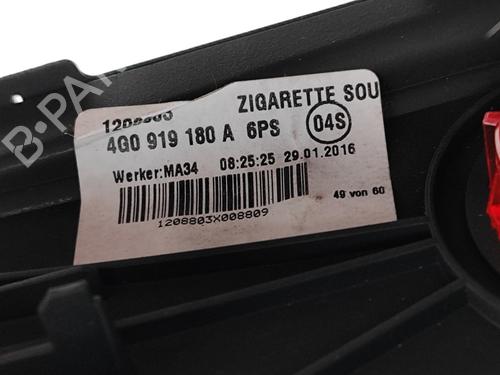 ZIGARETTE SOU
4G0 919 180 A 6PS
04S
Werker:MA34 08:25:25 29.01.2016
49 von 60
1208803X008809
B-PARTS